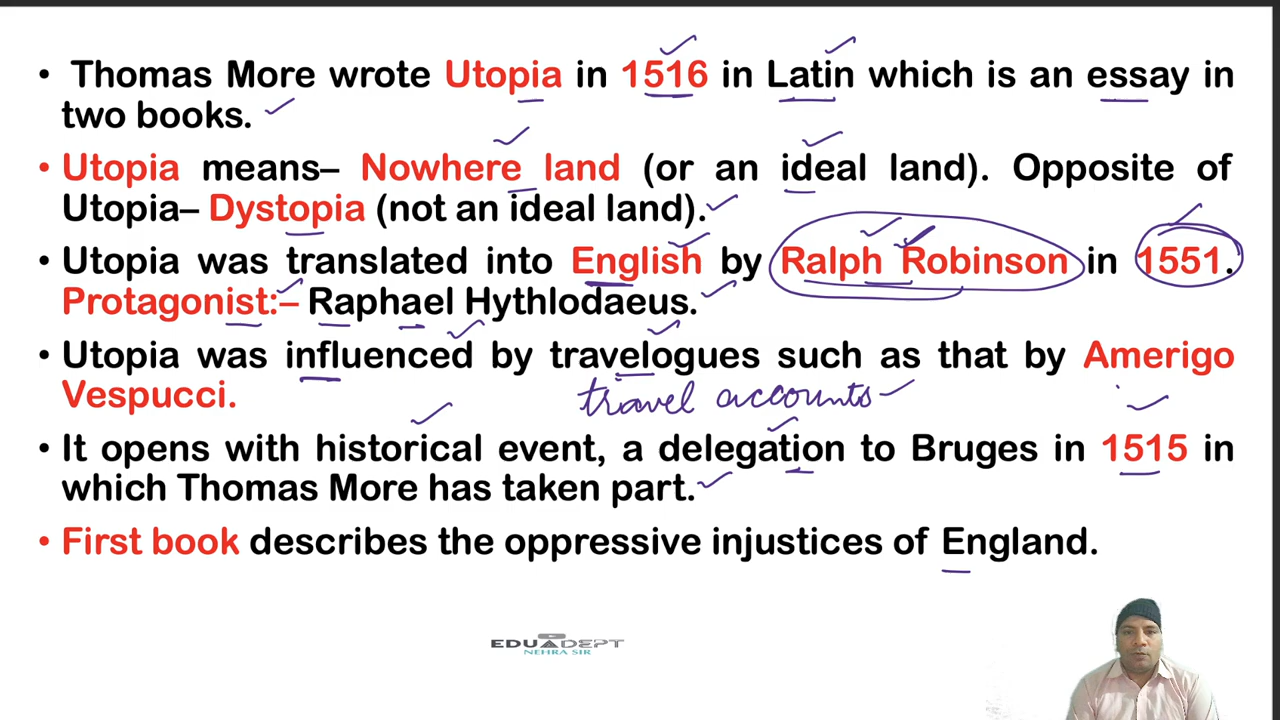 • Thomas More wrote Utopia in 1516 in Latin which is an essay in
two books.
• Utopia means– Nowhere land (or an ideal land). Opposite of
Utopia– Dystopia (not an ideal land).
• Utopia was translated into English by Ralph Robinson in 1551.
Protagonist:– Raphael Hythlodaeus.
• Utopia was influenced by travelogues such as that by Amerigo
Vespucci.
travel accounts
• It opens with historical event, a delegation to Bruges in 1515 in
which Thomas More has taken part.
• First book describes the oppressive injustices of England.
EDUADEPT
NEHRA SIR